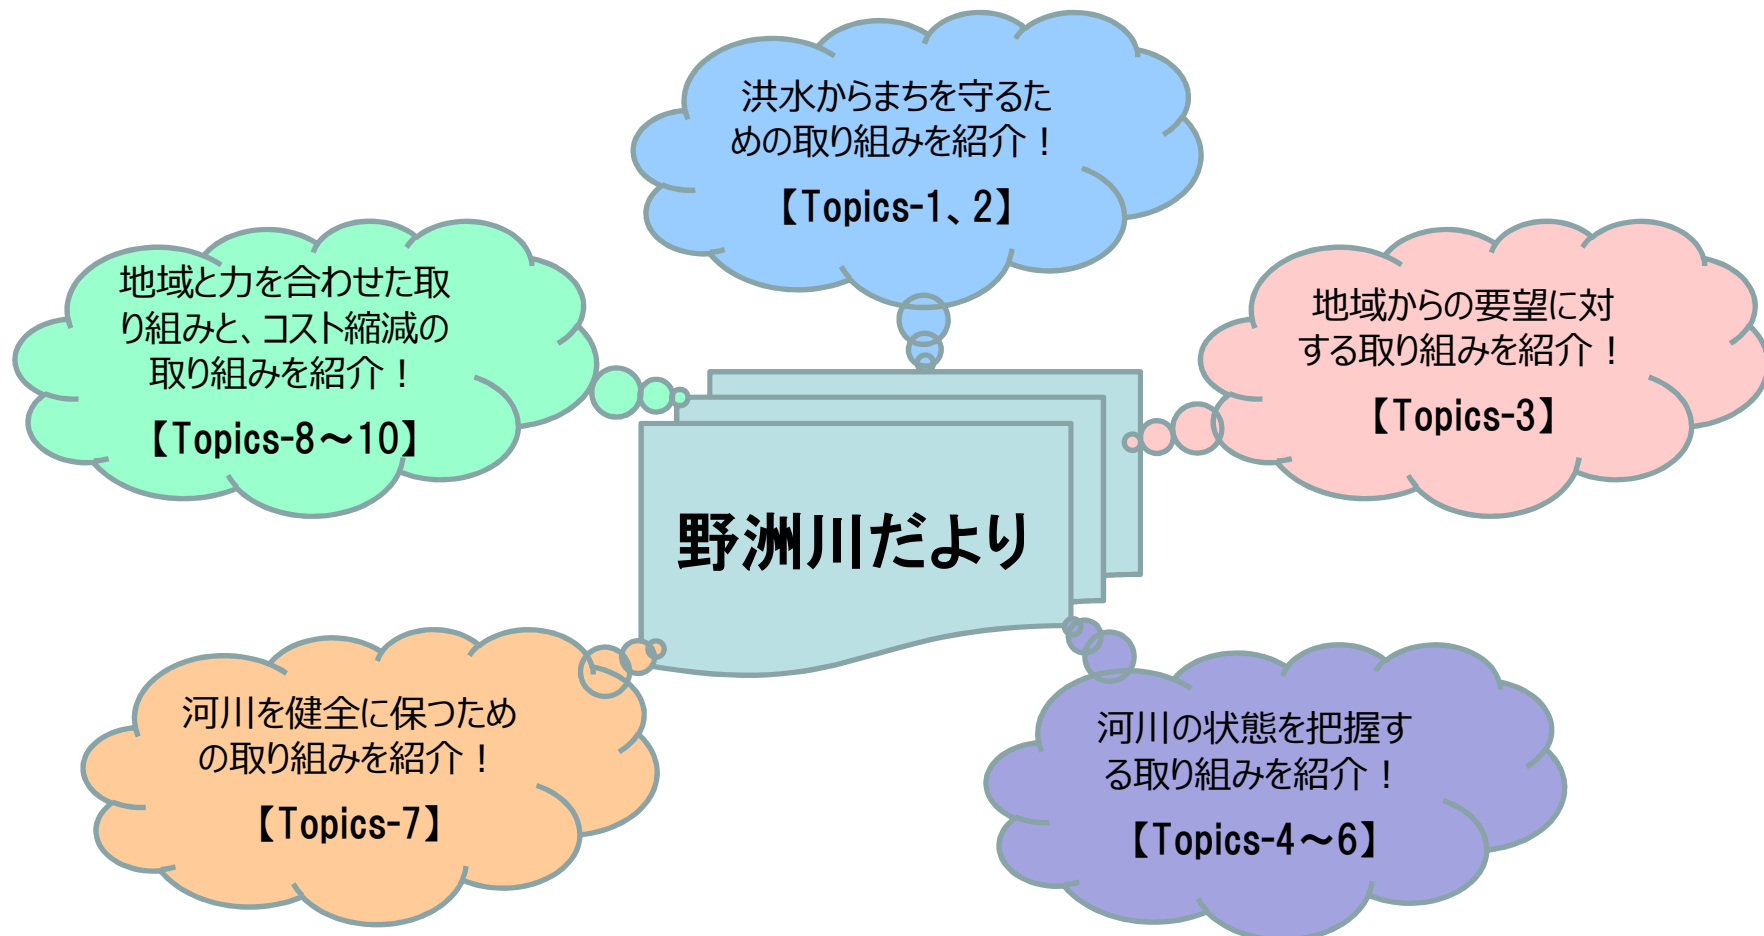 洪水からまちを守るた
めの取り組みを紹介！
【Topics-1、2】
地域と力を合わせた取
り組みと、コスト縮減の
取り組みを紹介！
【Topics-8～10】
地域からの要望に対
する取り組みを紹介！
【Topics-3】
野洲川だより
河川を健全に保つため
の取り組みを紹介！
【Topics-7】
河川の状態を把握す
る取り組みを紹介！
【Topics-4～6】